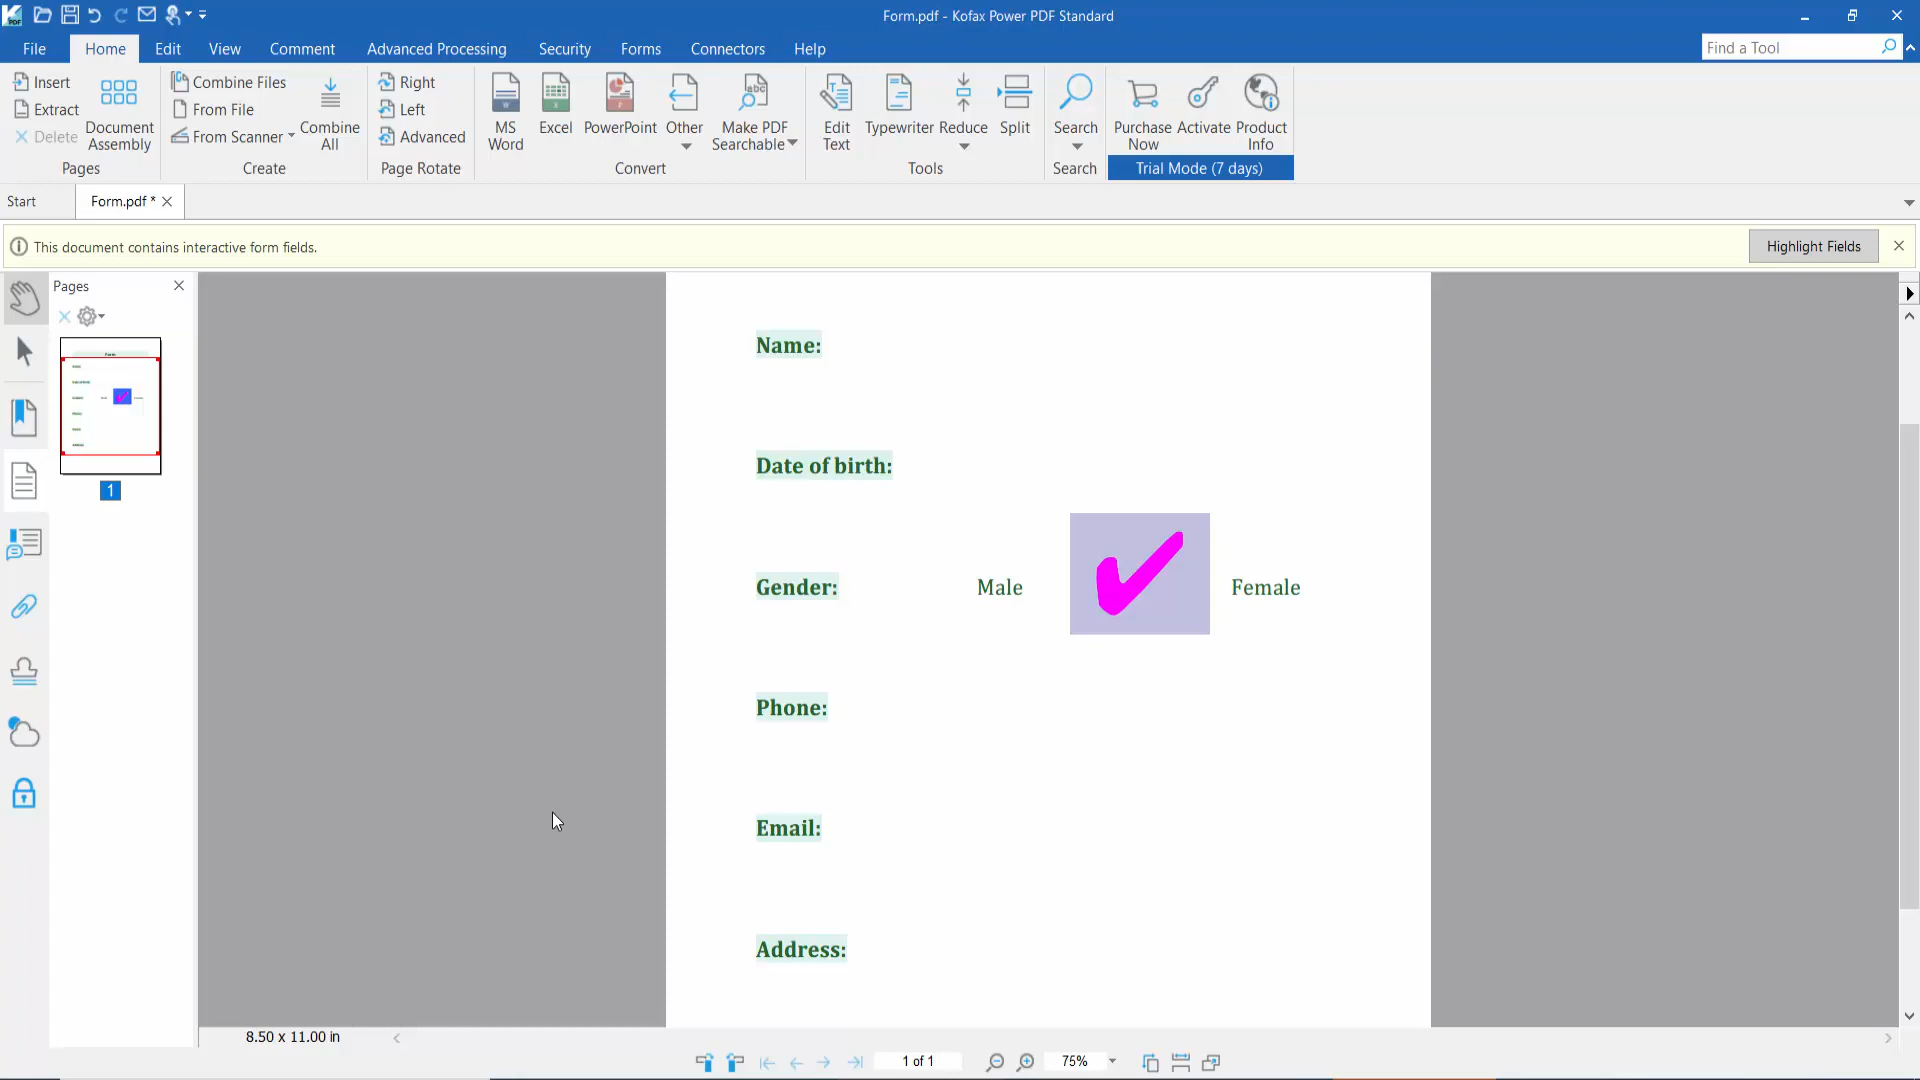 Form.pdf - Kofax Power PDF Standard
File Home Edit View Comment Advanced Processing Security Forms Connectors Help Find a Tool
Insert
Extract
Delete
Document Assembly
Pages
Combine Files
From File
From Scanner
Combine All
Create
Right
Left
Advanced
Page Rotate
MS Word
Excel
PowerPoint
Other
Make PDF Searchable
Convert
Edit Text
Typewriter
Reduce
Split
Tools
Search
Search
Purchase Now
Activate
Product Info
Trial Mode (7 days)
Start Form.pdf *
This document contains interactive form fields. Highlight Fields
Pages
1
Name:
Date of birth:
Gender: Male Female
Phone:
Email:
Address:
8.50 x 11.00 in
1 of 1 75%